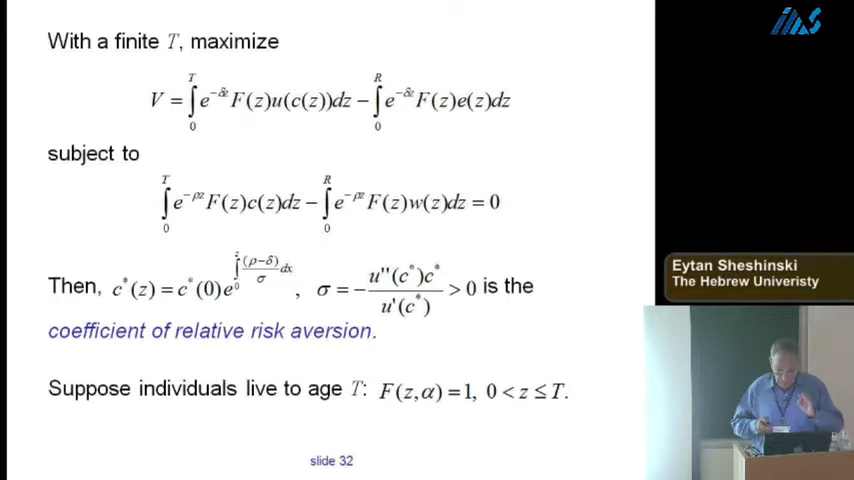 IIAS
With a finite T, maximize
V = ∫₀ᵀ e^{−δz} F(z)u(c(z))dz − ∫₀ᴿ e^{−δz} F(z)e(z)dz
subject to
∫₀ᵀ e^{−ρz} F(z)c(z)dz − ∫₀ᴿ e^{−ρz} F(z)w(z)dz = 0
Then, c*(z) = c*(0)e^{∫₀ᶻ (ρ−δ)/σ dx} , σ = − u''(c*)c* / u'(c*) > 0 is the
coefficient of relative risk aversion.
Suppose individuals live to age T: F(z,α) = 1, 0 < z ≤ T.
slide 32
Eytan Sheshinski
The Hebrew Univeristy